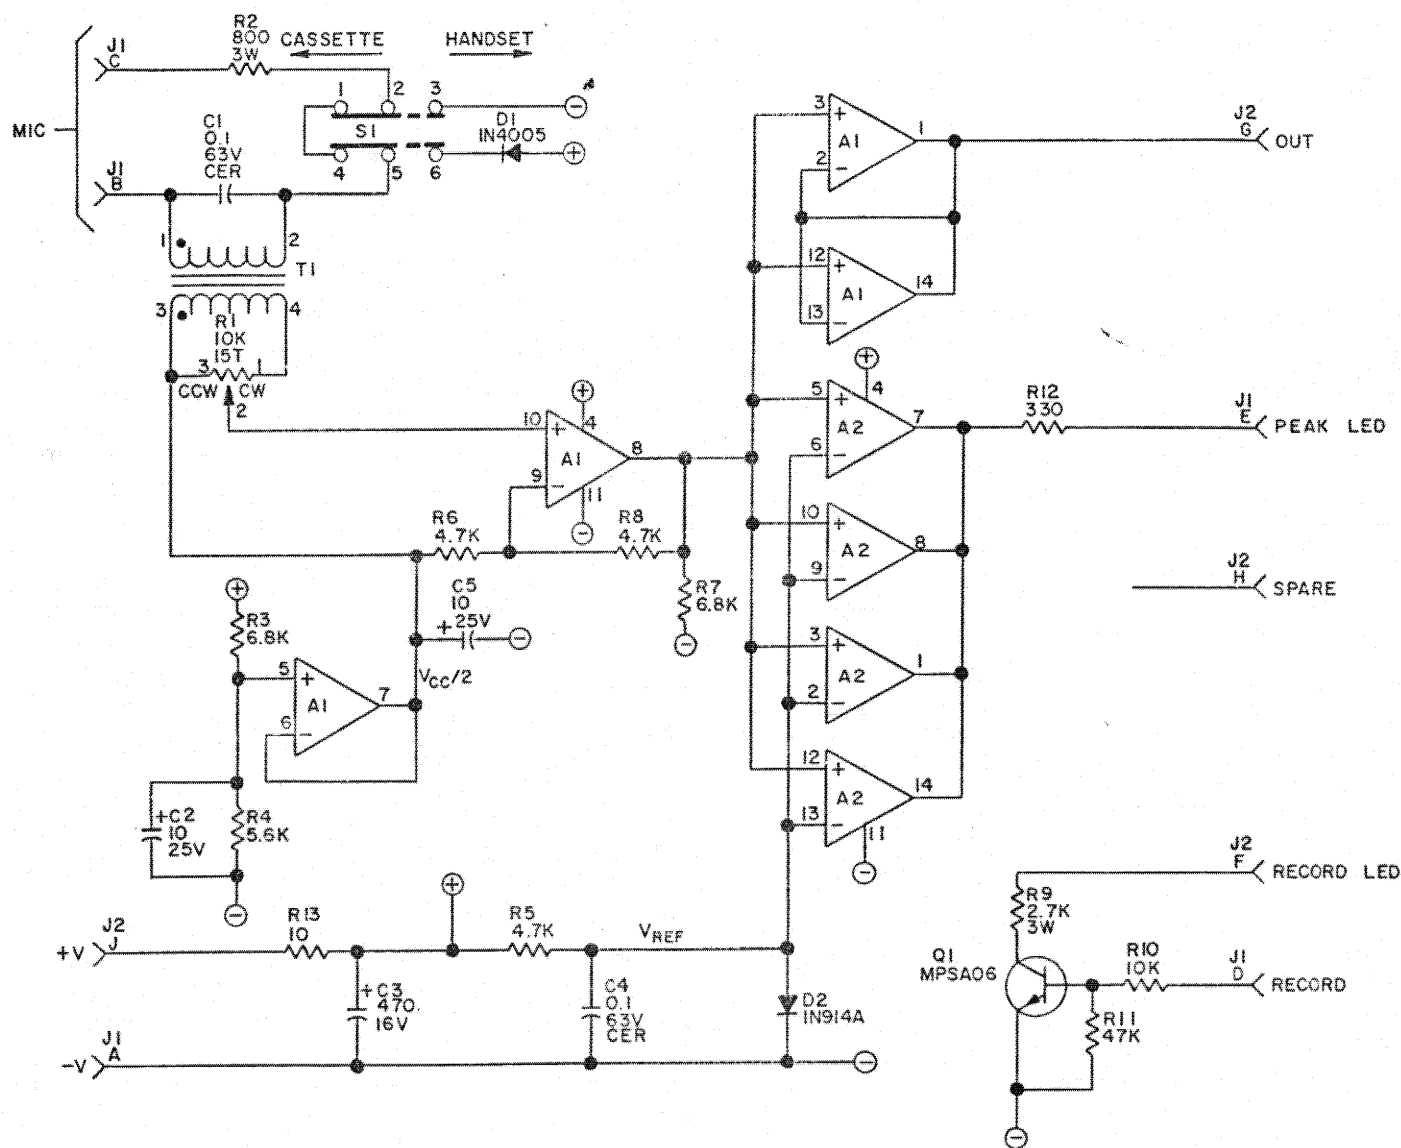 R2
800
3W
CASSETTE
HANDSET
J1
C
1
2
3
−
MIC
C1
0.1
63V
CER
S1
D1
1N4005
+
4
5
6
J1
B
1
2
T1
3
4
R1
10K
15T
3
1
CCW
CW
2
3
+
A1
1
2
−
J2
G
OUT
12
+
A1
14
13
−
+
4
5
+
A2
7
6
−
R12
330
J1
E
PEAK LED
+
4
10
+
A1
8
9
−
11
−
R6
4.7K
R8
4.7K
10
+
A2
8
9
−
J2
H
SPARE
R7
6.8K
−
+
R3
6.8K
C5
10
+ 25V
−
VCC/2
5
+
A1
7
6
−
3
+
A2
1
2
−
12
+
A2
14
13
−
11
−
+C2
10
25V
R4
5.6K
−
J2
F
RECORD LED
R9
2.7K
3W
Q1
MPSA06
R10
10K
J1
D
RECORD
R11
47K
−
+V
J2
J
R13
10
+
R5
4.7K
VREF
+C3
470
16V
C4
0.1
63V
CER
D2
1N914A
−V
J1
A
−